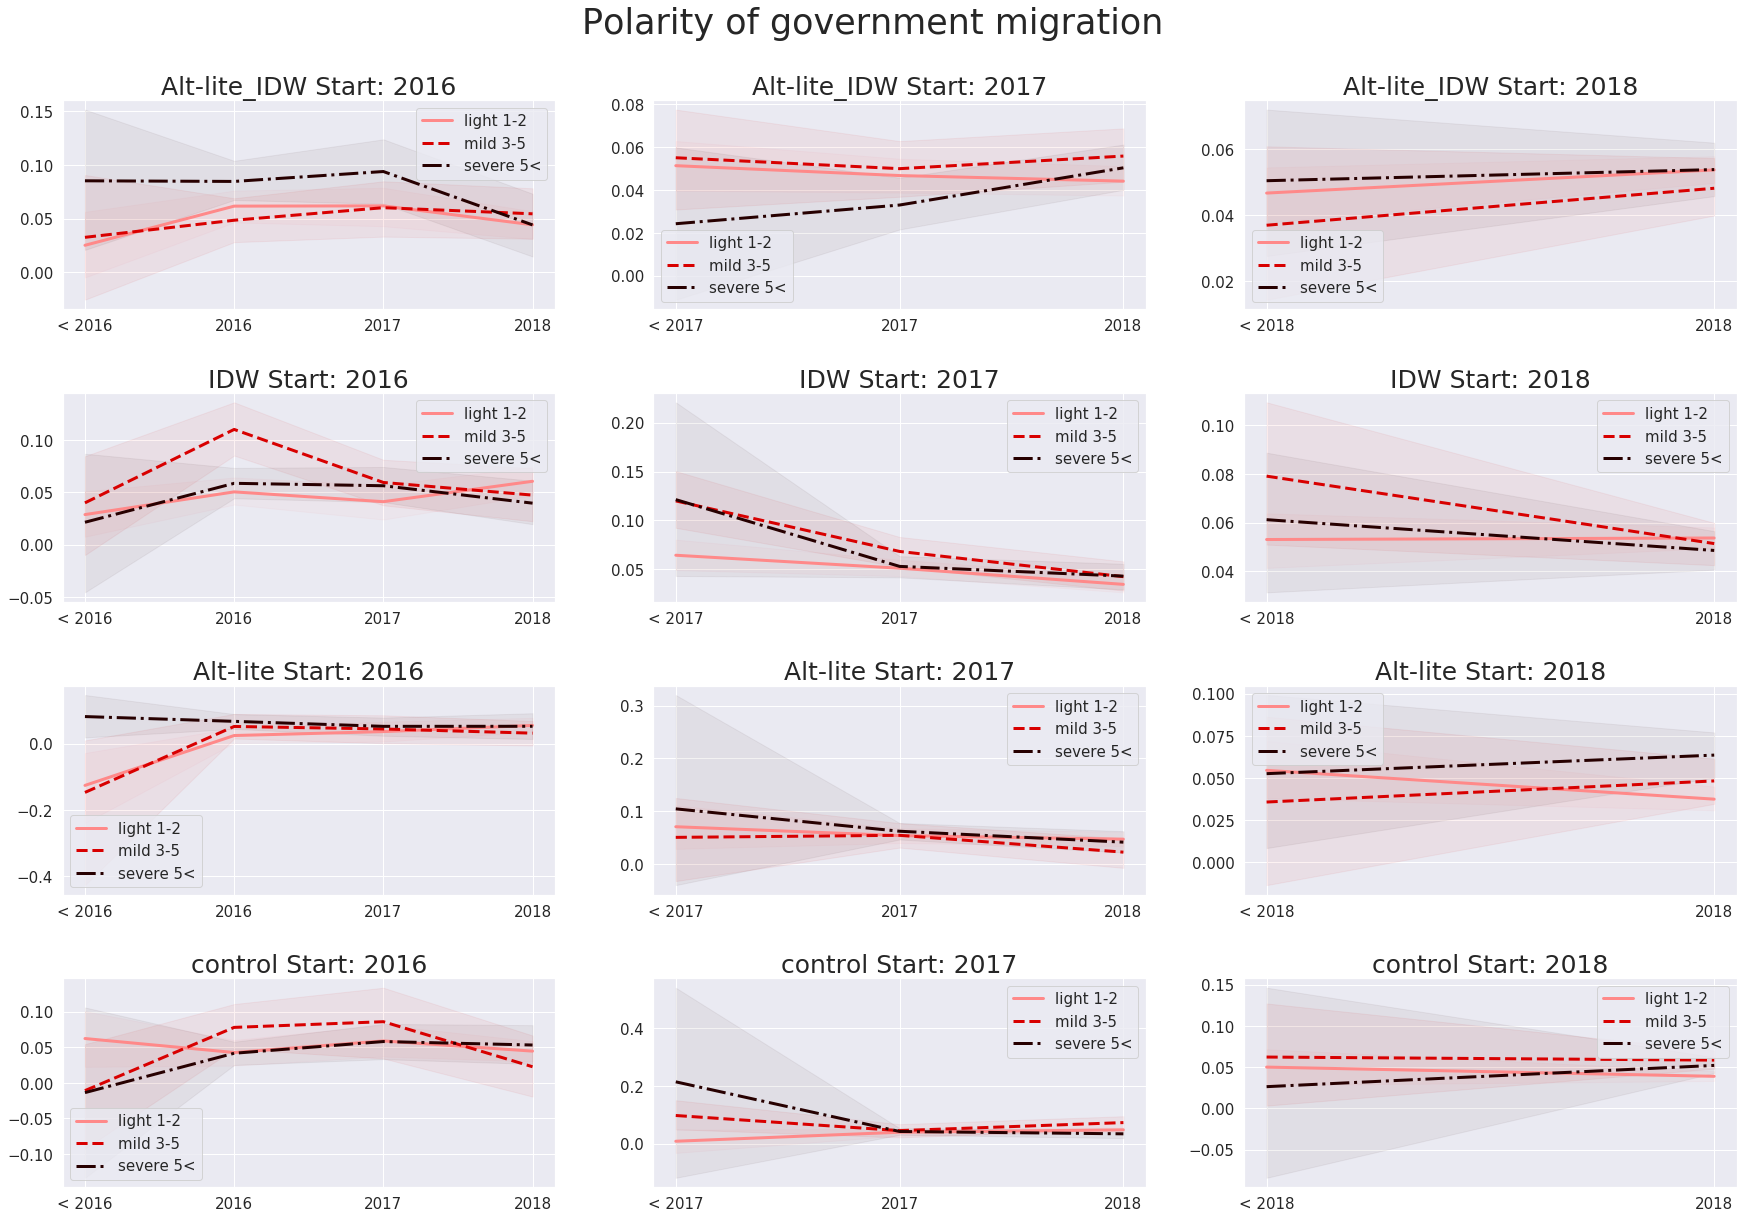 Polarity of government migration
Alt-lite_IDW Start: 2016
0.15
0.10
0.05
0.00
light 1-2
mild 3-5
severe 5<
< 2016
2016
2017
2018
Alt-lite_IDW Start: 2017
0.08
0.06
0.04
0.02
0.00
light 1-2
mild 3-5
severe 5<
< 2017
2017
2018
Alt-lite_IDW Start: 2018
0.06
0.04
0.02
light 1-2
mild 3-5
severe 5<
< 2018
2018
IDW Start: 2016
0.10
0.05
0.00
−0.05
light 1-2
mild 3-5
severe 5<
< 2016
2016
2017
2018
IDW Start: 2017
0.20
0.15
0.10
0.05
light 1-2
mild 3-5
severe 5<
< 2017
2017
2018
IDW Start: 2018
0.10
0.08
0.06
0.04
light 1-2
mild 3-5
severe 5<
< 2018
2018
Alt-lite Start: 2016
0.0
−0.2
−0.4
light 1-2
mild 3-5
severe 5<
< 2016
2016
2017
2018
Alt-lite Start: 2017
0.3
0.2
0.1
0.0
light 1-2
mild 3-5
severe 5<
< 2017
2017
2018
Alt-lite Start: 2018
0.100
0.075
0.050
0.025
0.000
light 1-2
mild 3-5
severe 5<
< 2018
2018
control Start: 2016
0.10
0.05
0.00
−0.05
−0.10
light 1-2
mild 3-5
severe 5<
< 2016
2016
2017
2018
control Start: 2017
0.4
0.2
0.0
light 1-2
mild 3-5
severe 5<
< 2017
2017
2018
control Start: 2018
0.15
0.10
0.05
0.00
−0.05
light 1-2
mild 3-5
severe 5<
< 2018
2018